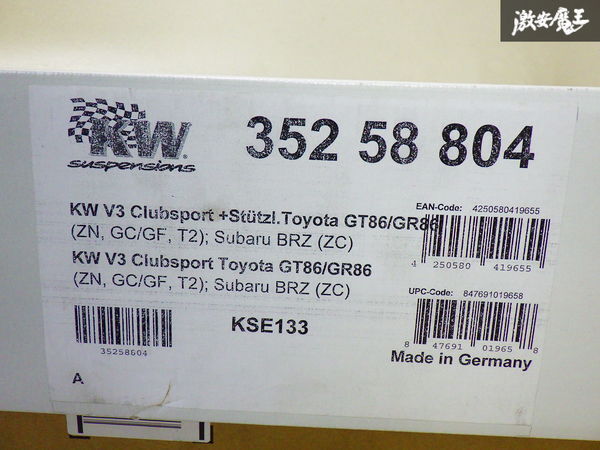 激安魔王
KW
suspensions
352 58 804
KW V3 Clubsport +Stützl.Toyota GT86/GR86
(ZN, GC/GF, T2); Subaru BRZ (ZC)
KW V3 Clubsport Toyota GT86/GR86
(ZN, GC/GF, T2); Subaru BRZ (ZC)
EAN-Code: 4250580419655
4 250580 419655
UPC-Code: 847691019658
8 47691 01965 8
35258804
KSE133
Made in Germany
A